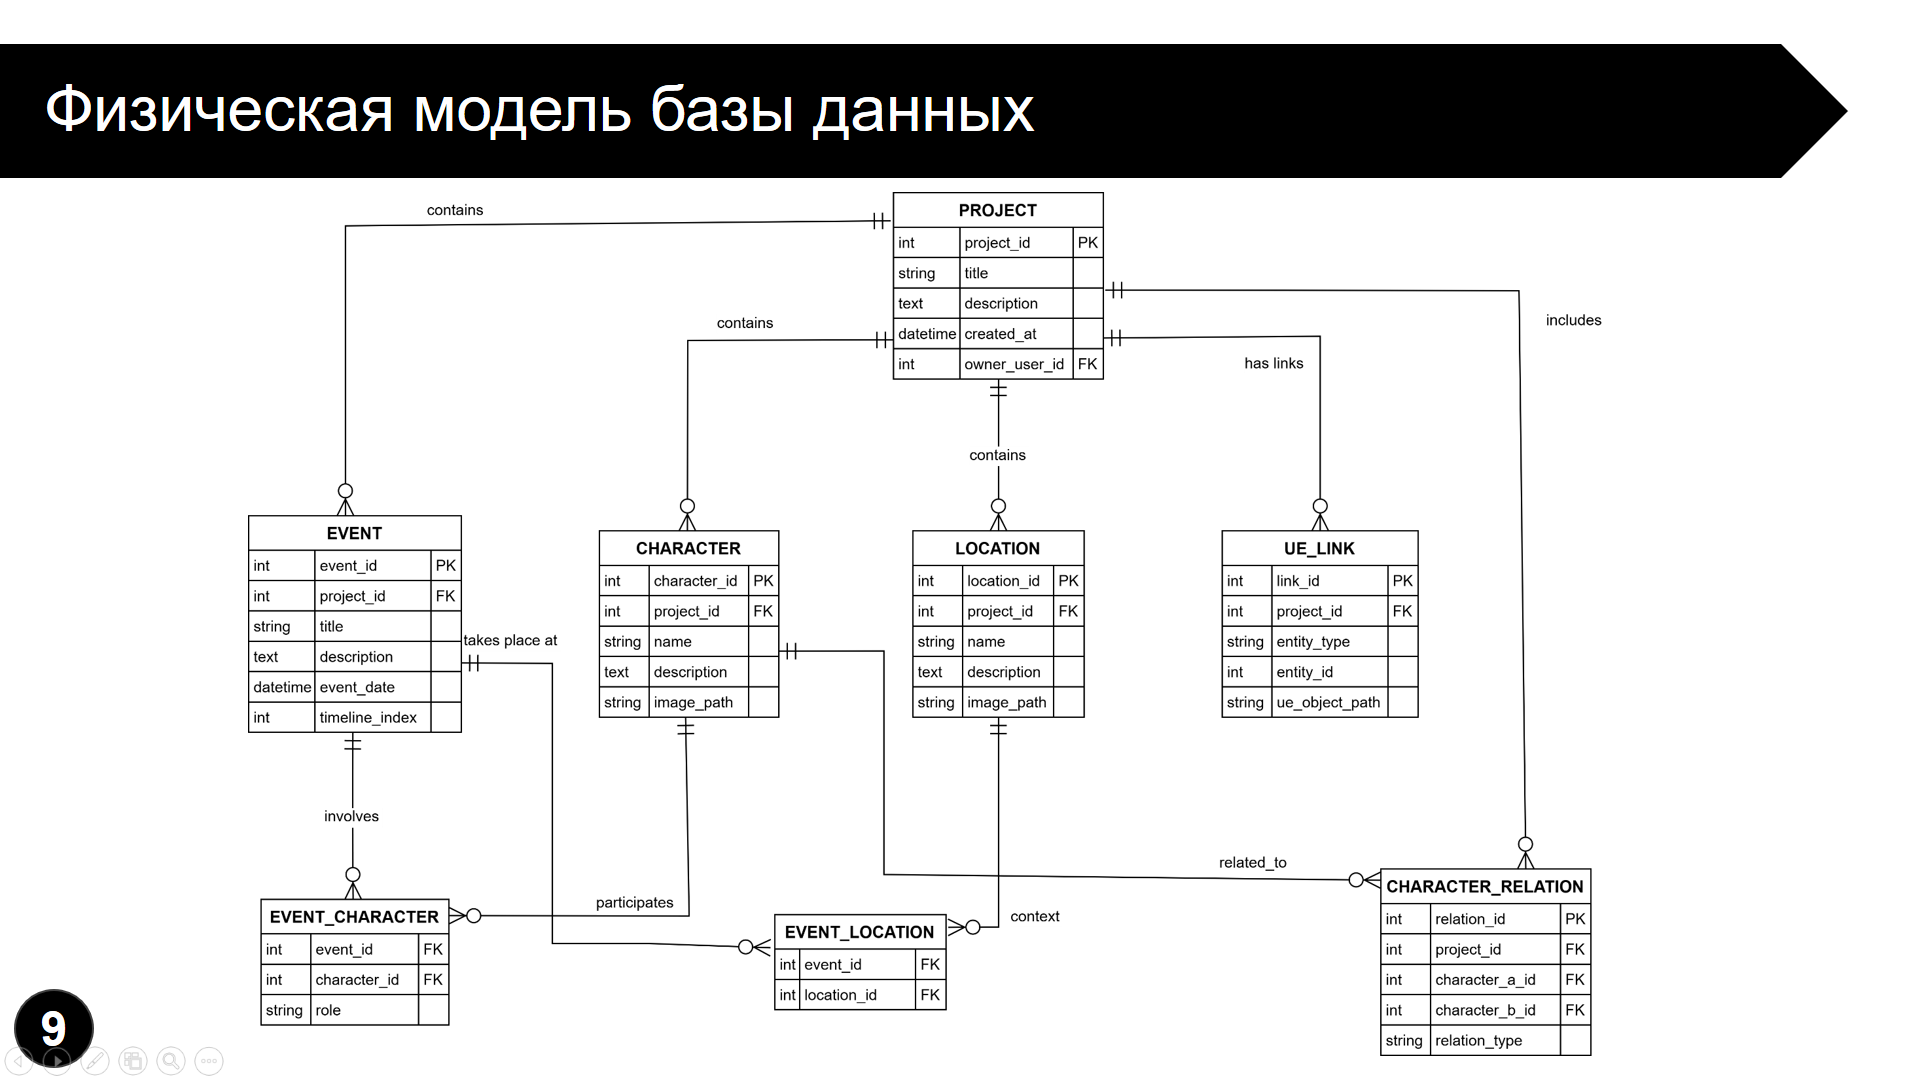 Физическая модель базы данных
contains
PROJECT
int project_id PK
string title
text description
datetime created_at
int owner_user_id FK
contains
includes
has links
contains
EVENT
int event_id PK
int project_id FK
string title
text description
datetime event_date
int timeline_index
CHARACTER
int character_id PK
int project_id FK
string name
text description
string image_path
LOCATION
int location_id PK
int project_id FK
string name
text description
string image_path
UE_LINK
int link_id PK
int project_id FK
string entity_type
int entity_id
string ue_object_path
takes place at
involves
related_to
participates
context
EVENT_CHARACTER
int event_id FK
int character_id FK
string role
EVENT_LOCATION
int event_id FK
int location_id FK
CHARACTER_RELATION
int relation_id PK
int project_id FK
int character_a_id FK
int character_b_id FK
string relation_type
9